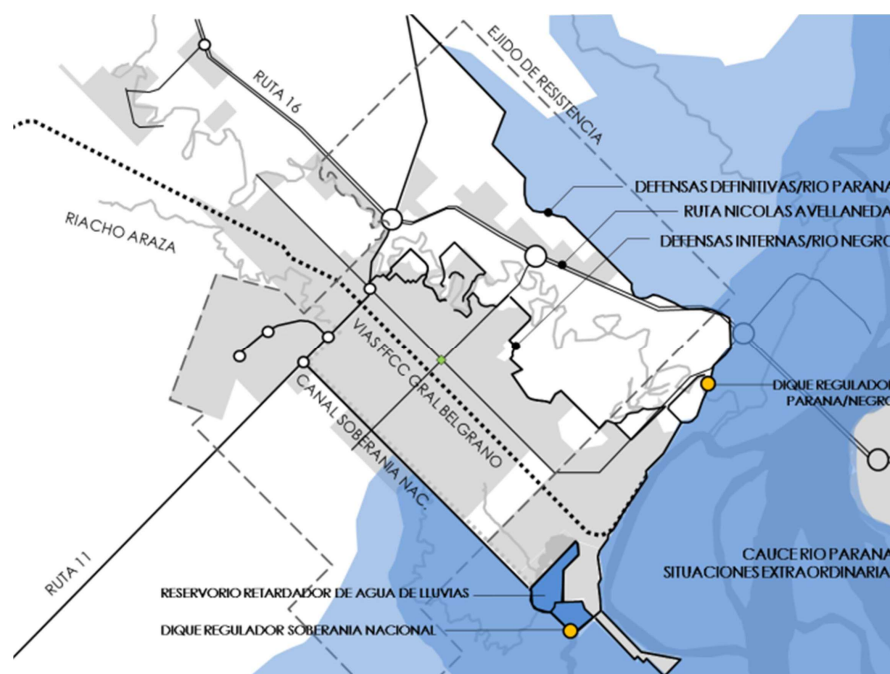 EJIDO DE RESISTENCIA
RUTA 16
DEFENSAS DEFINITIVAS/RIO PARANA
RUTA NICOLAS AVELLANEDA
RIACHO ARAZA
DEFENSAS INTERNAS/RIO NEGRO
VIAS FFCC GRAL BELGRANO
DIQUE REGULADOR
PARANA/NEGRO
CANAL SOBERANIA NAC.
CAUCE RIO PARANA
SITUACIONES EXTRAORDINARIA
RUTA 11
RESERVORIO RETARDADOR DE AGUA DE LLUVIAS
DIQUE REGULADOR SOBERANIA NACIONAL